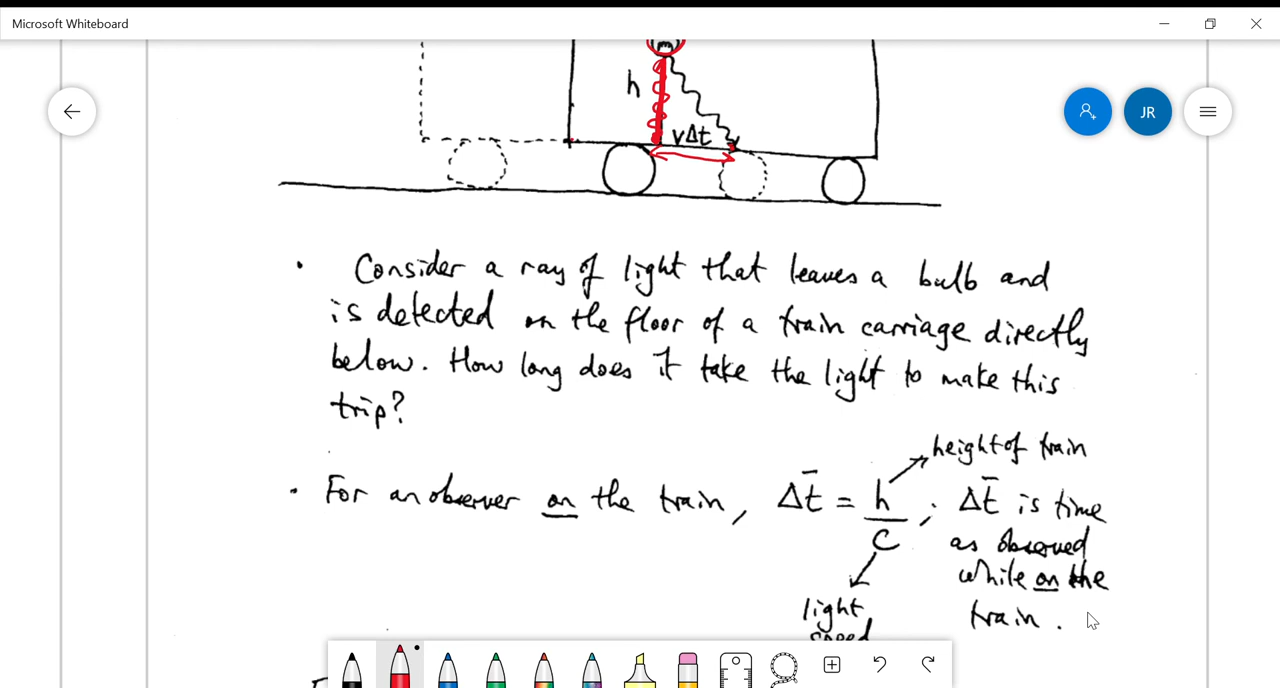 Microsoft Whiteboard
h
vΔt
JR
• Consider a ray of light that leaves a bulb and
is detected on the floor of a train carriage directly
below. How long does it take the light to make this
trip?
height of train
• For an observer on the train, Δt̄ = h/c ; Δt̄ is time
as observed
while on the
train.
light
speed